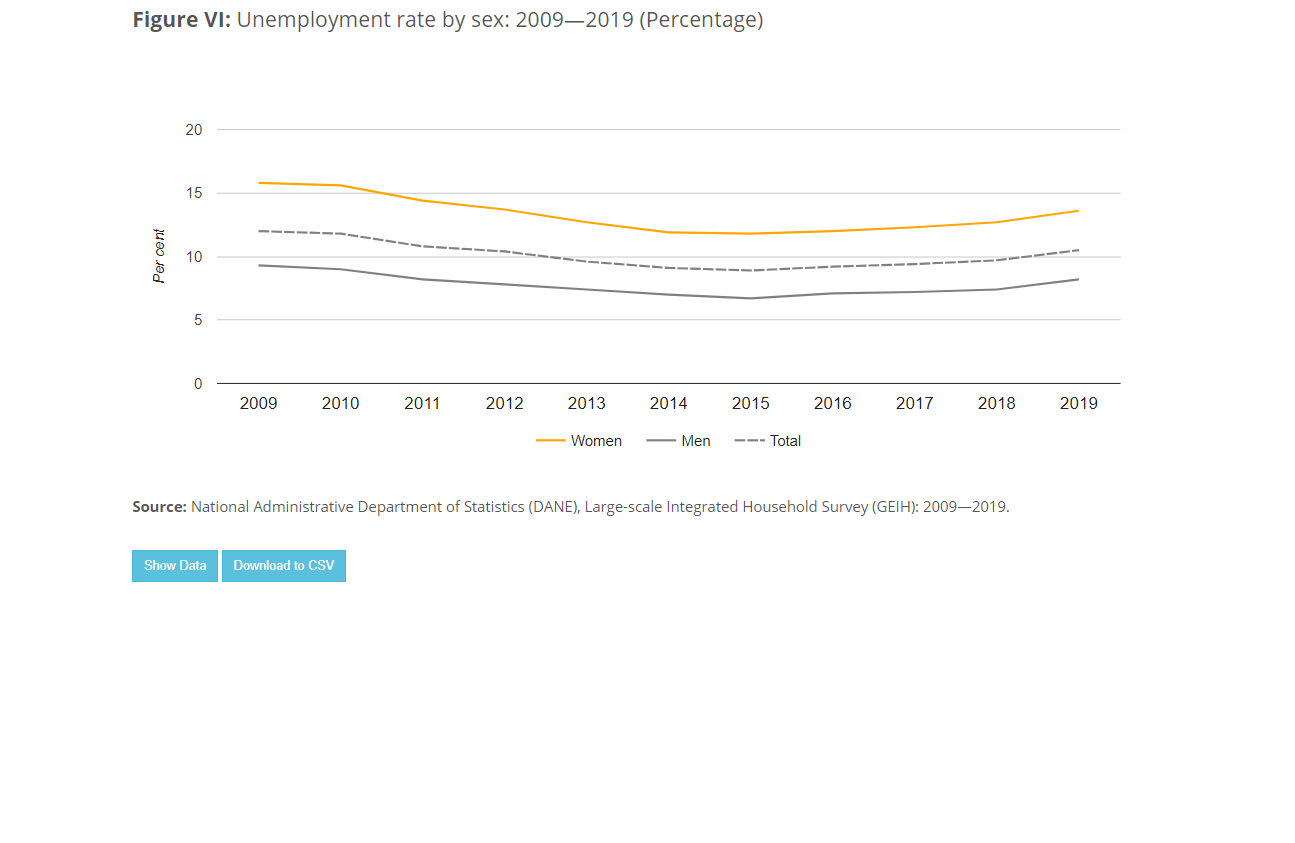 Figure VI: Unemployment rate by sex: 2009—2019 (Percentage)
20
15
10
5
0
Per cent
2009 2010 2011 2012 2013 2014 2015 2016 2017 2018 2019
Women Men Total
Source: National Administrative Department of Statistics (DANE), Large-scale Integrated Household Survey (GEIH): 2009—2019.
Show Data Download to CSV